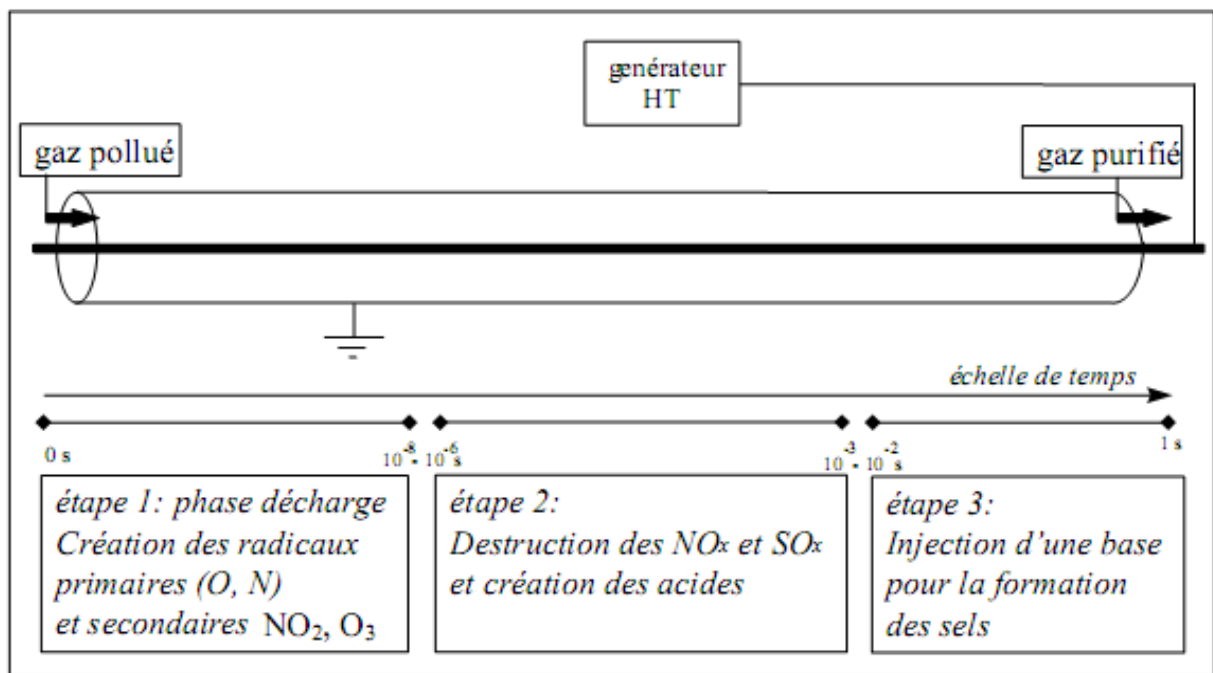 genérateur
HT
gaz pollué
gaz purifié
échelle de temps
0 s
10⁻⁸ - 10⁻⁶ s
10⁻³ - 10⁻² s
1 s
étape 1: phase décharge
Création des radicaux
primaires (O, N)
et secondaires NO₂, O₃
étape 2:
Destruction des NOx et SOx
et création des acides
étape 3:
Injection d'une base
pour la formation
des sels